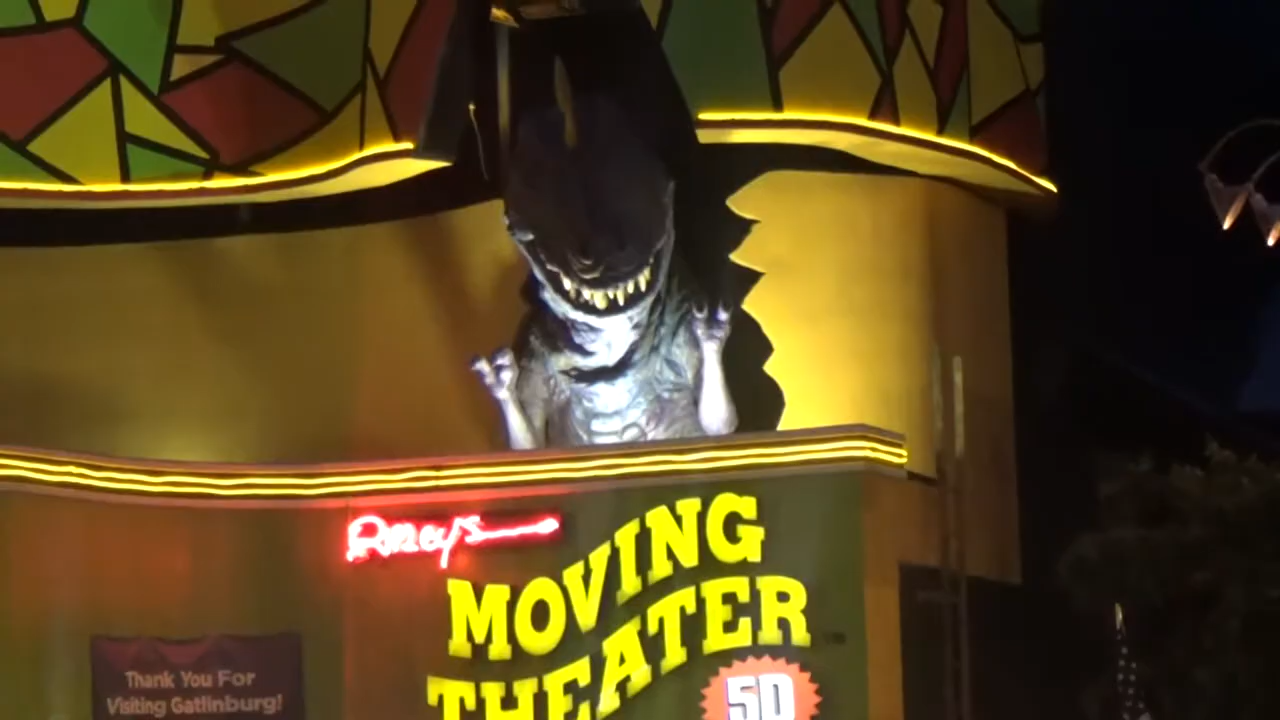 Ripley's
MOVING
THEATER
5D
Thank You For
Visiting Gatlinburg!